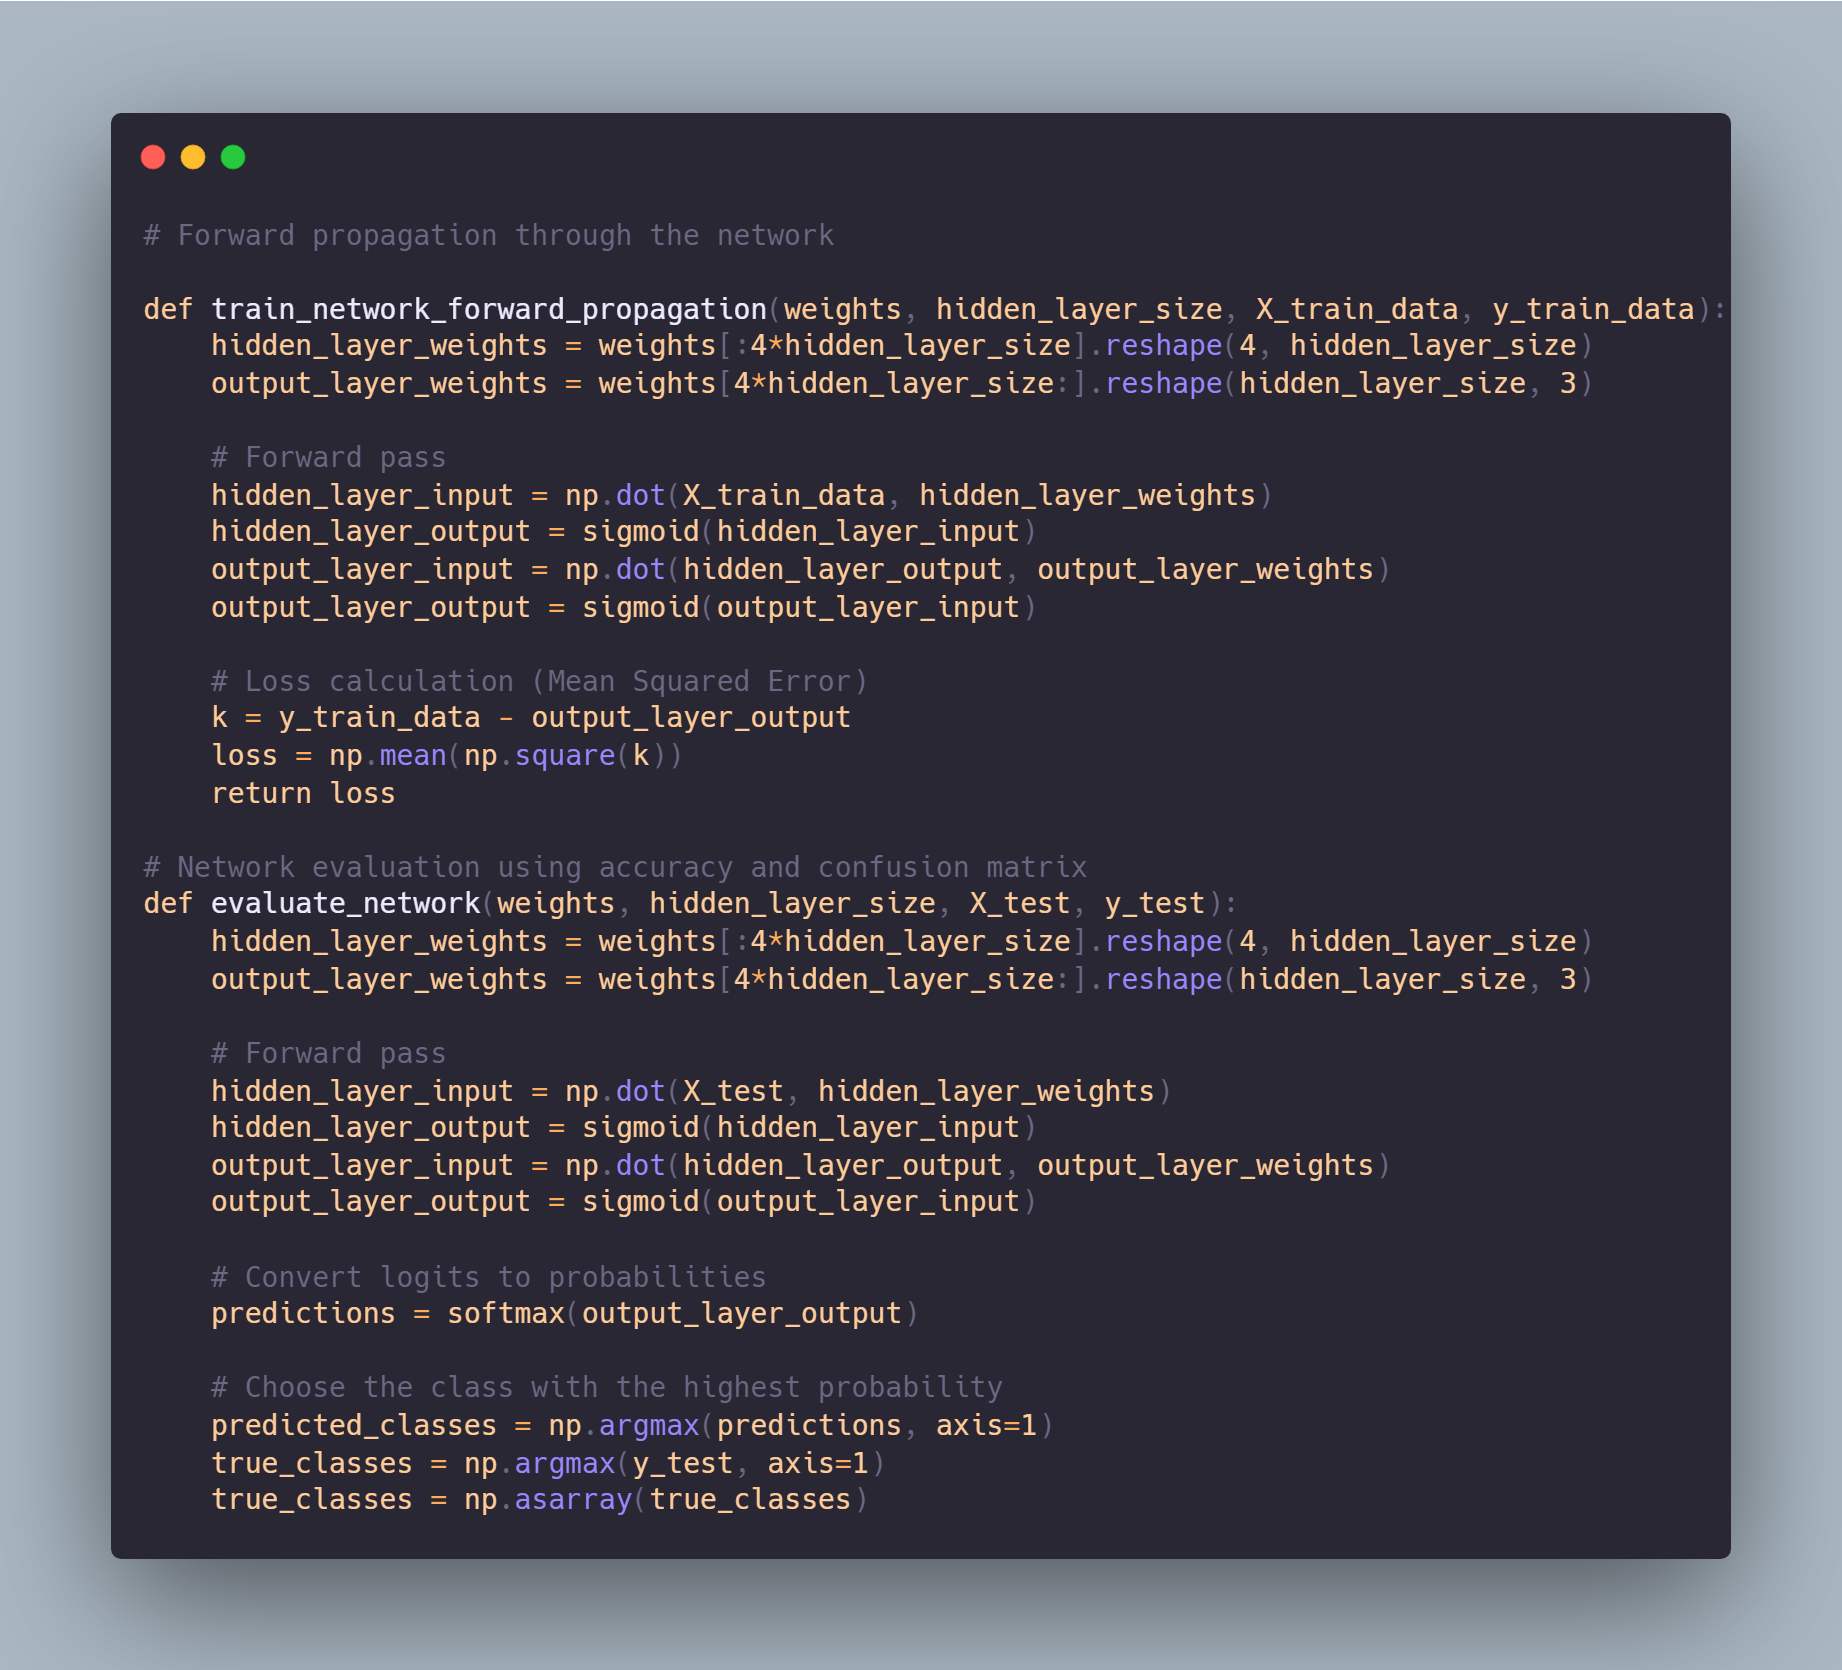 # Forward propagation through the network
def train_network_forward_propagation(weights, hidden_layer_size, X_train_data, y_train_data):
    hidden_layer_weights = weights[:4*hidden_layer_size].reshape(4, hidden_layer_size)
    output_layer_weights = weights[4*hidden_layer_size:].reshape(hidden_layer_size, 3)
    # Forward pass
    hidden_layer_input = np.dot(X_train_data, hidden_layer_weights)
    hidden_layer_output = sigmoid(hidden_layer_input)
    output_layer_input = np.dot(hidden_layer_output, output_layer_weights)
    output_layer_output = sigmoid(output_layer_input)
    # Loss calculation (Mean Squared Error)
    k = y_train_data - output_layer_output
    loss = np.mean(np.square(k))
    return loss
# Network evaluation using accuracy and confusion matrix
def evaluate_network(weights, hidden_layer_size, X_test, y_test):
    hidden_layer_weights = weights[:4*hidden_layer_size].reshape(4, hidden_layer_size)
    output_layer_weights = weights[4*hidden_layer_size:].reshape(hidden_layer_size, 3)
    # Forward pass
    hidden_layer_input = np.dot(X_test, hidden_layer_weights)
    hidden_layer_output = sigmoid(hidden_layer_input)
    output_layer_input = np.dot(hidden_layer_output, output_layer_weights)
    output_layer_output = sigmoid(output_layer_input)
    # Convert logits to probabilities
    predictions = softmax(output_layer_output)
    # Choose the class with the highest probability
    predicted_classes = np.argmax(predictions, axis=1)
    true_classes = np.argmax(y_test, axis=1)
    true_classes = np.asarray(true_classes)